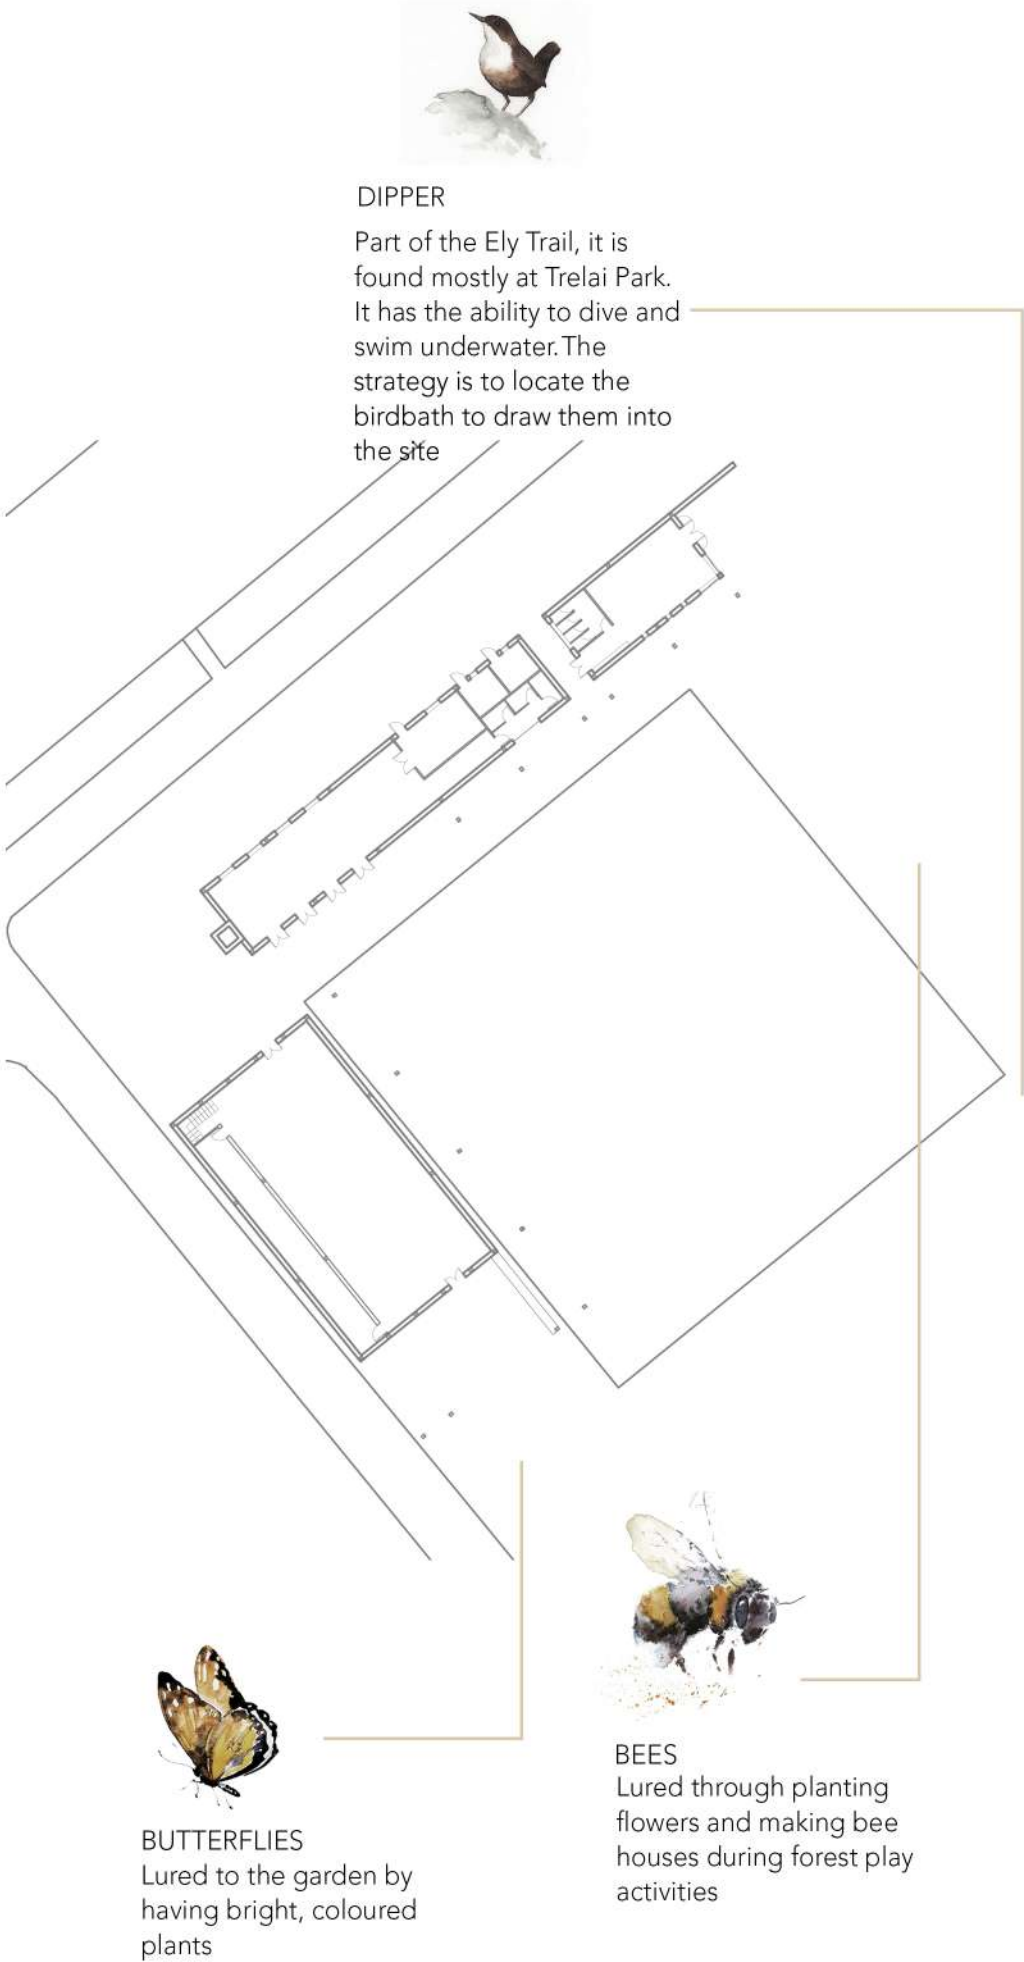 DIPPER
Part of the Ely Trail, it is
found mostly at Trelai Park.
It has the ability to dive and
swim underwater. The
strategy is to locate the
birdbath to draw them into
the site
BEES
Lured through planting
flowers and making bee
houses during forest play
activities
BUTTERFLIES
Lured to the garden by
having bright, coloured
plants